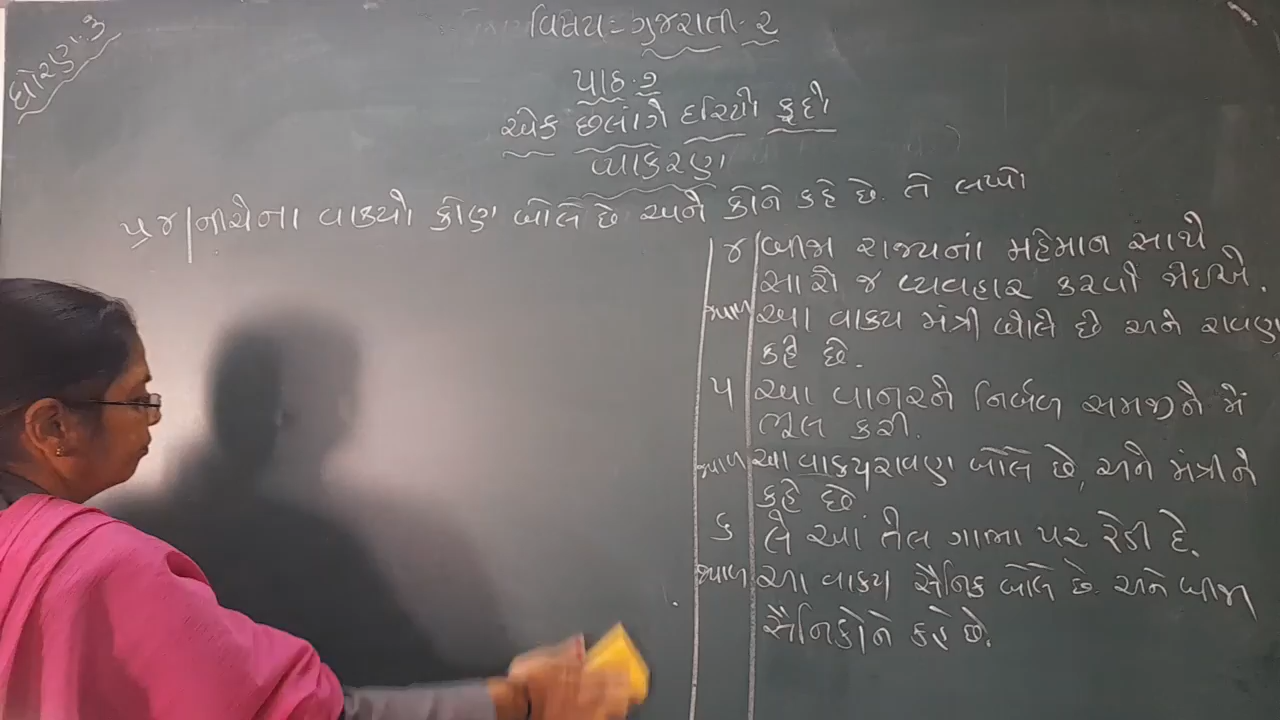 ધોરણ.૩
વિષય=ગુજરાતી.૨
પાઠ.૭
એક છલાંગે દરિયો કૂદ્યો
વ્યાકરણ
પ્ર ૪ નીચેના વાક્યો કોણ બોલે છે અને કોને કહે છે. તે લખો
૪ બીજા રાજ્યનાં મહેમાન સાથે
સારો જ વ્યવહાર કરવો જોઈએ.
જવાબ આ વાક્ય મંત્રી બોલે છે અને રાવણ
કહે છે.
૫ આ વાનરને નિર્બળ સમજીને મેં
ભૂલ કરી.
જવાબ આ વાક્ય રાવણ બોલે છે, અને મંત્રીને
કહે છે.
૬ લે આ તેલ ગાભા પર રેડી દે.
જવાબ આ વાક્ય સૈનિક બોલે છે. અને બીજા
સૈનિકોને કહે છે.